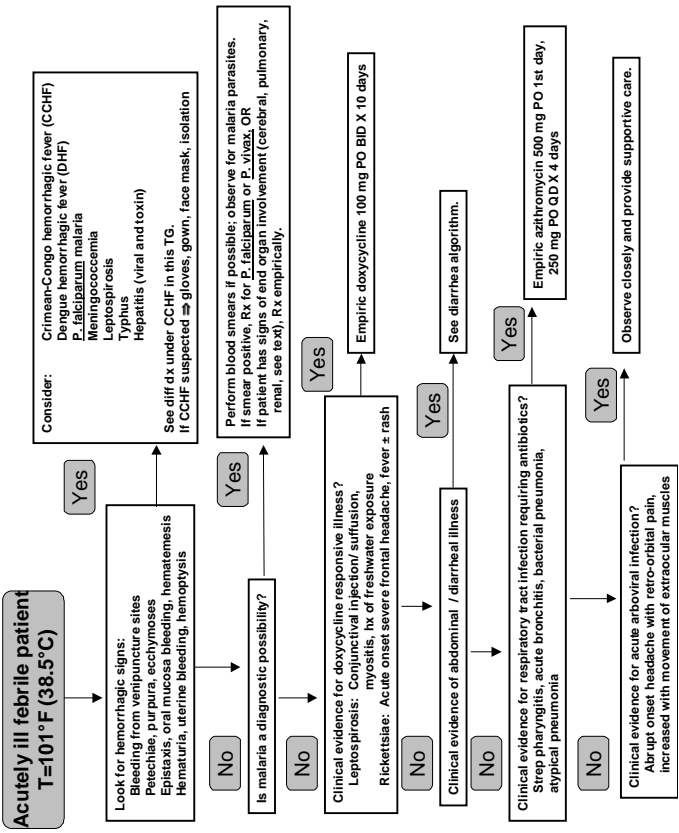 Acutely ill febrile patient
T=101°F (38.5°C)
Look for hemorrhagic signs:
Bleeding from venipuncture sites
Petechiae, purpura, ecchymoses
Epistaxis, oral mucosa bleeding, hematemesis
Hematuria, uterine bleeding, hemoptysis
Yes
Consider: Crimean-Congo hemorrhagic fever (CCHF)
Dengue hemorrhagic fever (DHF)
P. falciparum malaria
Meningococcemia
Leptospirosis
Typhus
Hepatitis (viral and toxin)
See diff dx under CCHF in this TG.
If CCHF suspected ⇒ gloves, gown, face mask, isolation
No
Is malaria a diagnostic possibility?
Yes
Perform blood smears if possible; observe for malaria parasites.
If smear positive, Rx for P. falciparum or P. vivax, OR
If patient has signs of end organ involvement (cerebral, pulmonary,
renal, see text), Rx empirically.
No
Clinical evidence for doxycycline responsive illness?
Leptospirosis: Conjunctival injection/ suffusion,
myositis, hx of freshwater exposure
Rickettsiae: Acute onset severe frontal headache, fever ± rash
Yes
Empiric doxycycline 100 mg PO BID X 10 days
No
Clinical evidence of abdominal / diarrheal illness
Yes
See diarrhea algorithm.
No
Clinical evidence for respiratory tract infection requiring antibiotics?
Strep pharyngitis, acute bronchitis, bacterial pneumonia,
atypical pneumonia
Yes
Empiric azithromycin 500 mg PO 1st day,
250 mg PO QD X 4 days
No
Clinical evidence for acute arboviral infection?
Abrupt onset headache with retro-orbital pain,
increased with movement of extraocular muscles
Yes
Observe closely and provide supportive care.